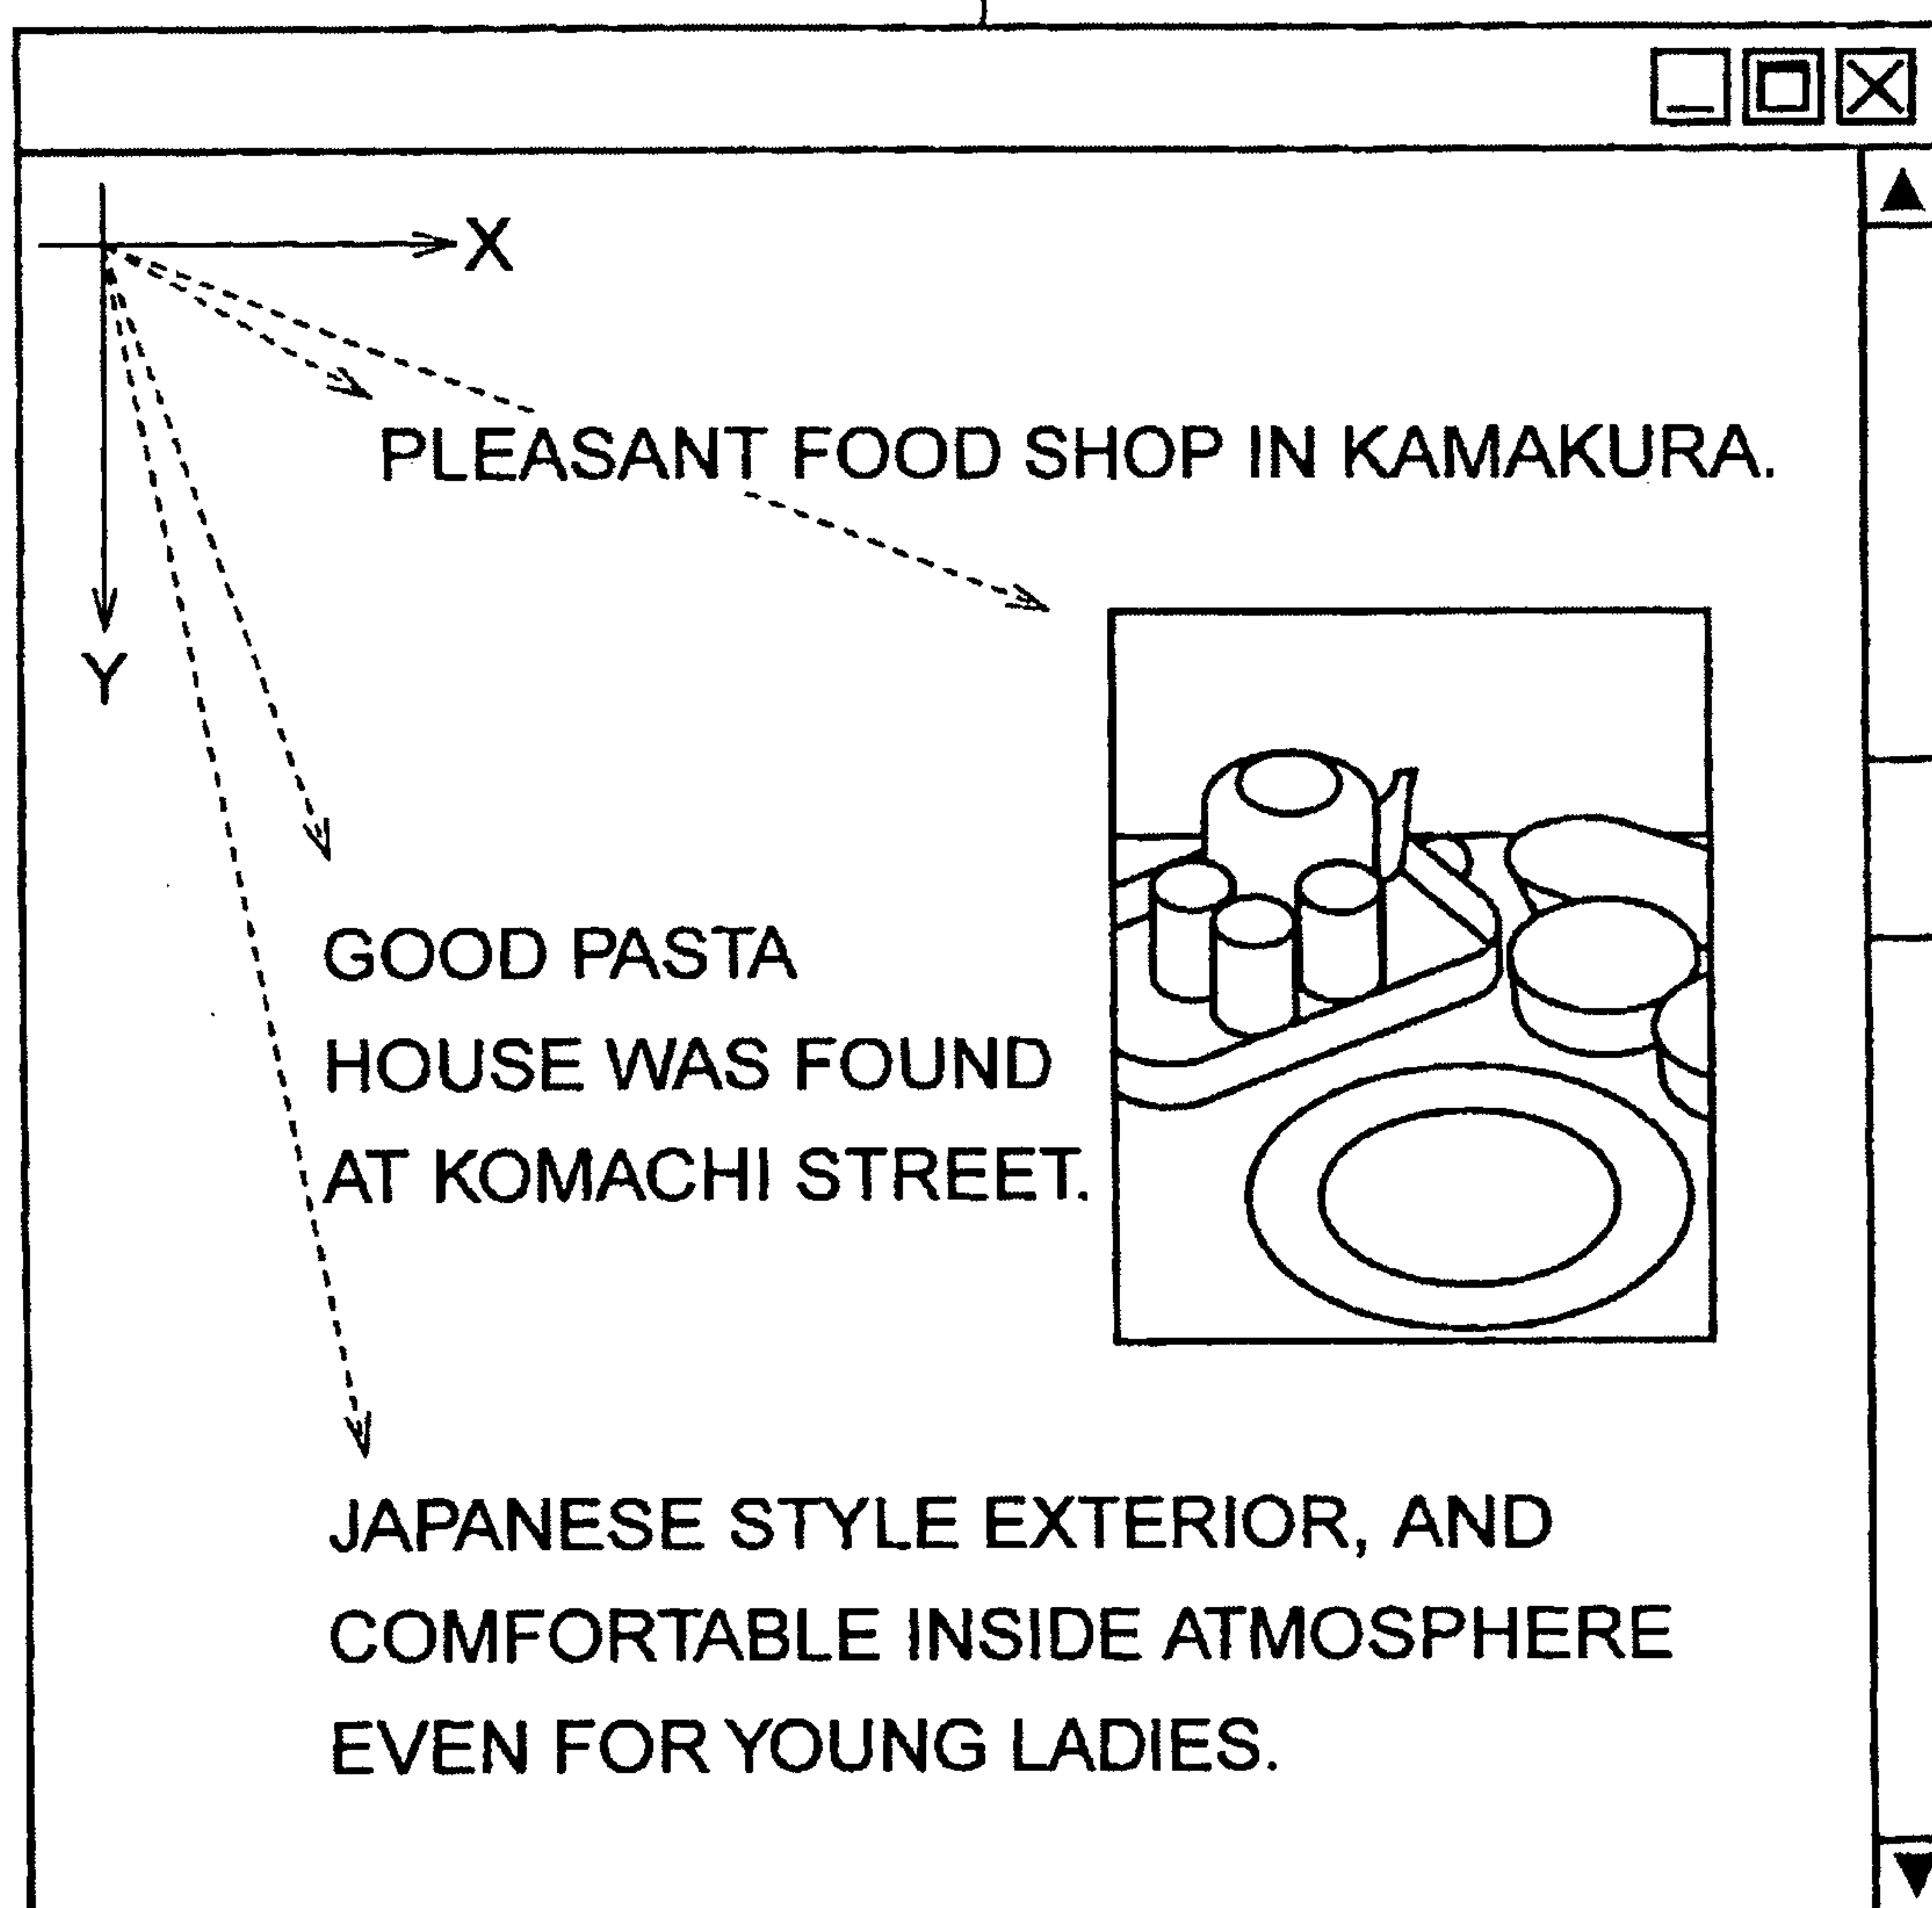 X
PLEASANT FOOD SHOP IN KAMAKURA.
Y
GOOD PASTA
HOUSE WAS FOUND
AT KOMACHI STREET.
JAPANESE STYLE EXTERIOR, AND
COMFORTABLE INSIDE ATMOSPHERE
EVEN FOR YOUNG LADIES.